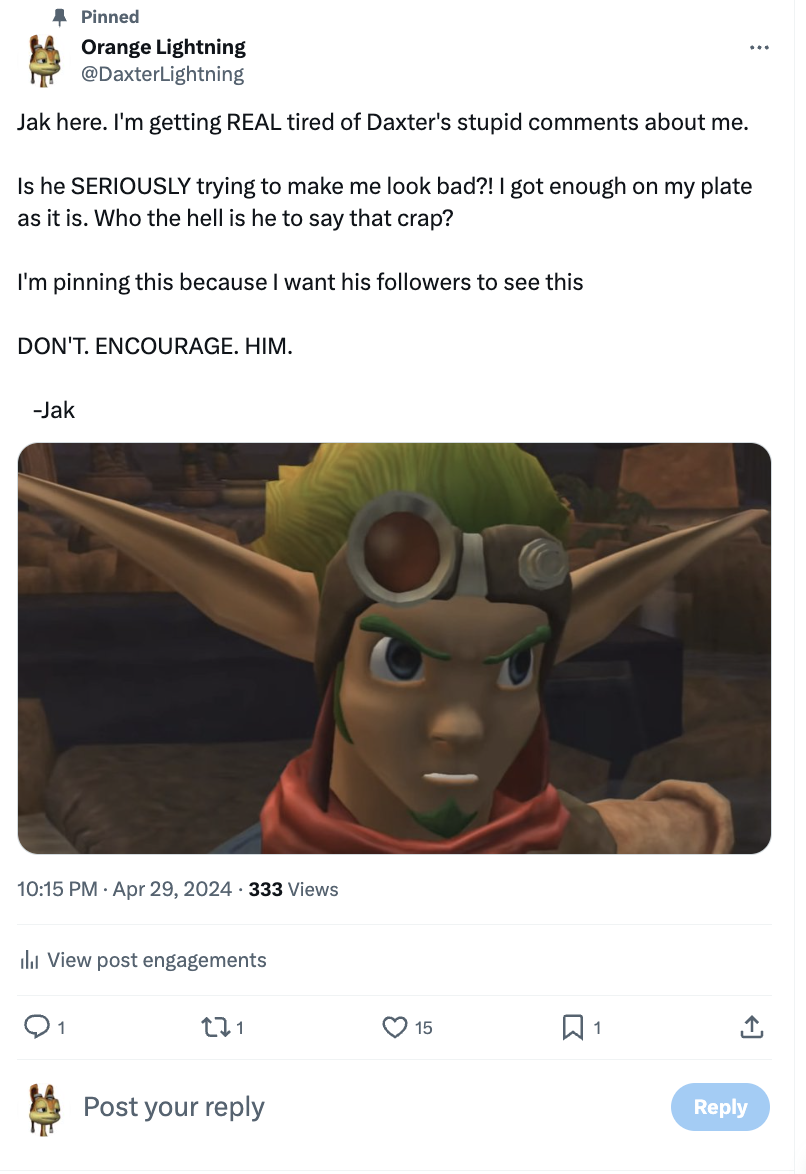 Pinned
Orange Lightning
@DaxterLightning
Jak here. I'm getting REAL tired of Daxter's stupid comments about me.
Is he SERIOUSLY trying to make me look bad?! I got enough on my plate
as it is. Who the hell is he to say that crap?
I'm pinning this because I want his followers to see this
DON'T. ENCOURAGE. HIM.
-Jak
10:15 PM · Apr 29, 2024 · 333 Views
View post engagements
1 1 15 1
Post your reply Reply